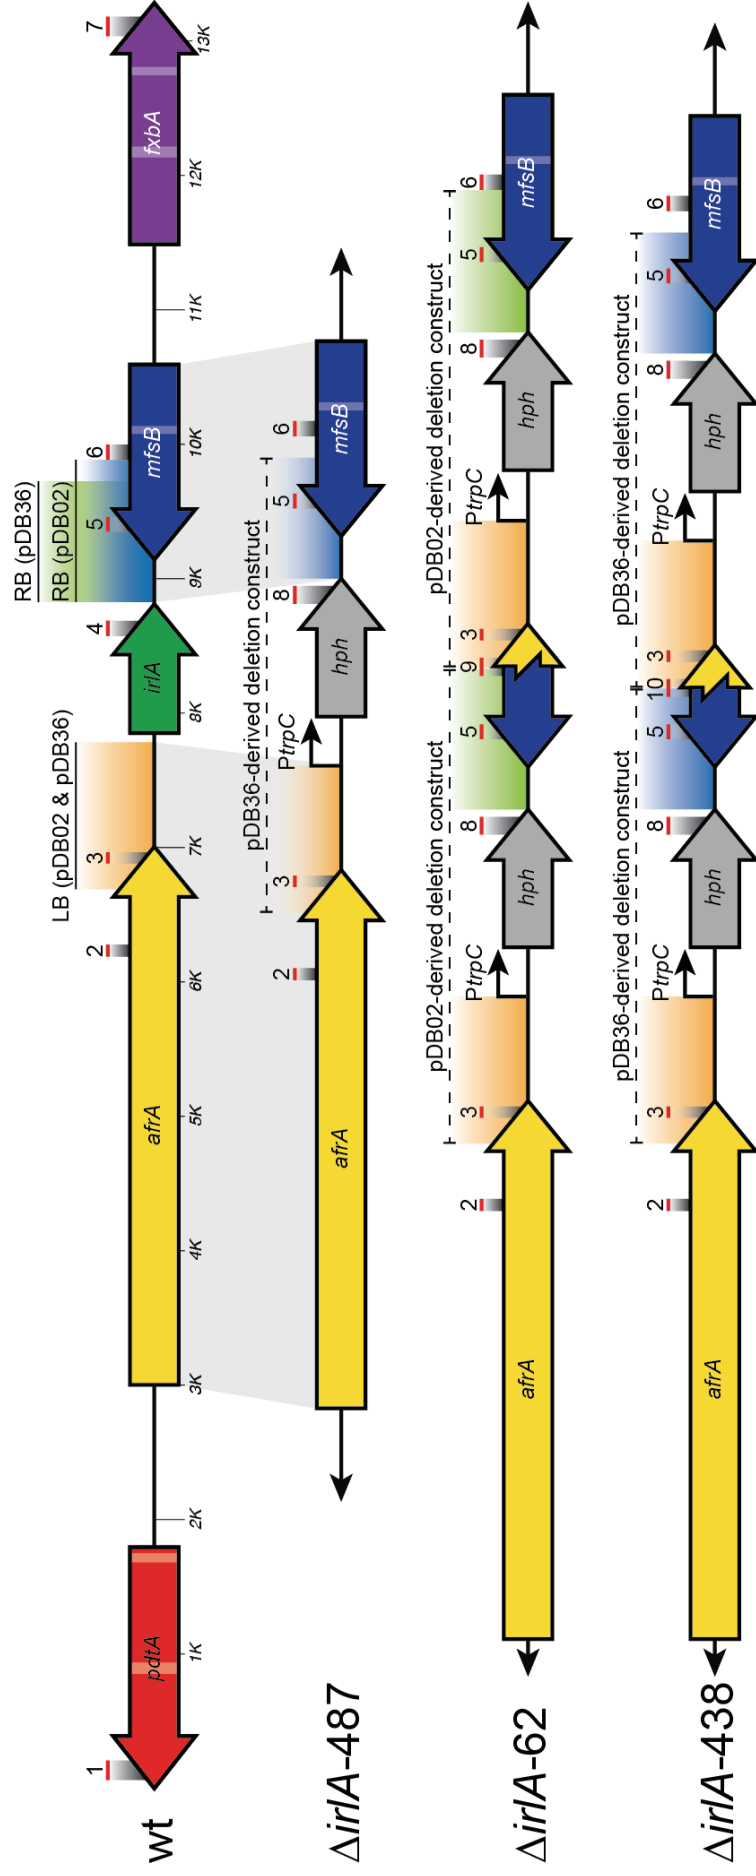 wt
RB (pDB36)
LB (pDB02 & pDB36)
RB (pDB02)
1
2
3
4
5
6
7
pdtA
afrA
irlA
mfsB
fxbA
1K
2K
3K
4K
5K
6K
7K
8K
9K
10K
11K
12K
13K
ΔirlA-487
pDB36-derived deletion construct
2
3
PtrpC
8
5
6
afrA
hph
mfsB
ΔirlA-62
pDB02-derived deletion construct
pDB02-derived deletion construct
2
3
PtrpC
8
5
9
3
PtrpC
8
5
6
afrA
hph
hph
mfsB
ΔirlA-438
pDB36-derived deletion construct
pDB36-derived deletion construct
2
3
PtrpC
8
5
10
3
PtrpC
8
5
6
afrA
hph
hph
mfsB